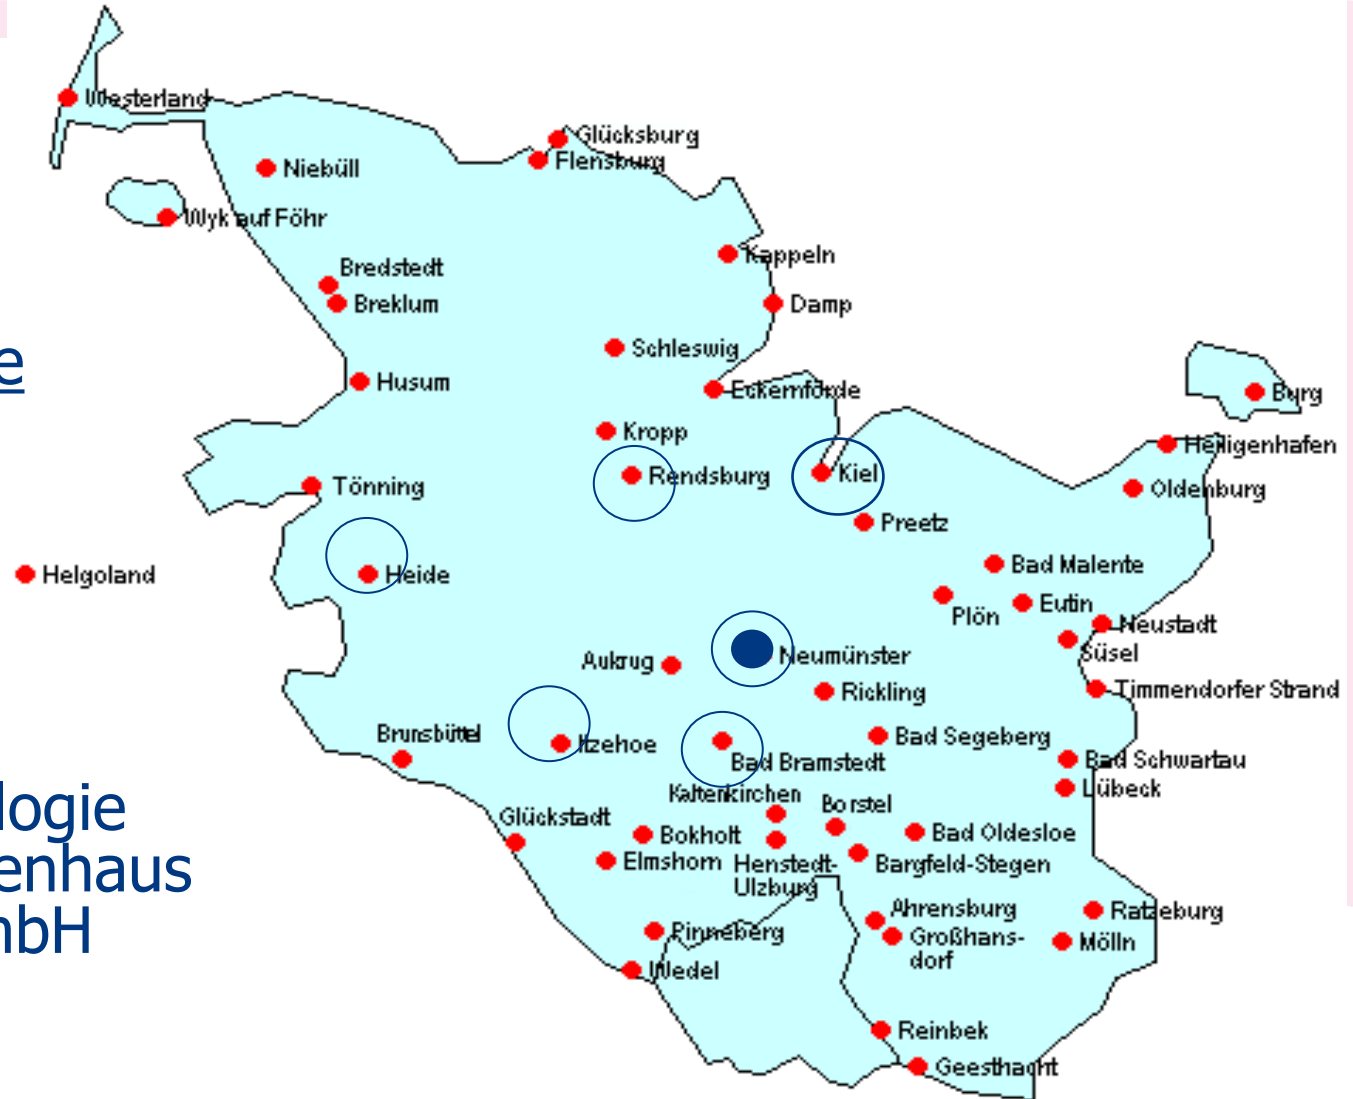 Westerland
Glücksburg
Flensburg
Niebüll
Wyk auf Föhr
Kappeln
Bredstedt
Breklum
Damp
Schleswig
e
Husum
Eckernförde
Burg
Kropp
Heiligenhafen
Rendsburg
Kiel
Tönning
Oldenburg
Preetz
Bad Malente
Helgoland
Heide
Eutin
Plön
Neustadt
Süsel
Neumünster
Aukrug
Rickling
Timmendorfer Strand
Brunsbüttel
Itzehoe
Bad Segeberg
Bad Bramstedt
Bad Schwartau
Lübeck
Kaltenkirchen
Borstel
logie
Glückstadt
Bokholt
Bad Oldesloe
Elmshorn
Henstedt-
Ulzburg
Bargfeld-Stegen
enhaus
Ahrensburg
Ratzeburg
Großhans-
dorf
Mölln
mbH
Pinneberg
Wedel
Reinbek
Geesthacht